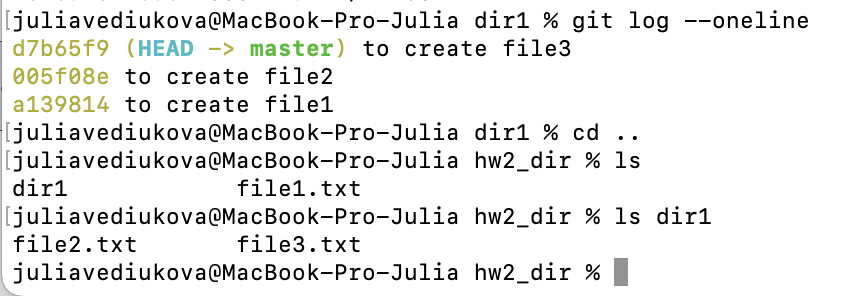 [juliavediukova@MacBook-Pro-Julia dir1 % git log --oneline
d7b65f9 (HEAD -> master) to create file3
005f08e to create file2
a139814 to create file1
[juliavediukova@MacBook-Pro-Julia dir1 % cd ..
[juliavediukova@MacBook-Pro-Julia hw2_dir % ls
dir1 file1.txt
[juliavediukova@MacBook-Pro-Julia hw2_dir % ls dir1
file2.txt file3.txt
juliavediukova@MacBook-Pro-Julia hw2_dir %